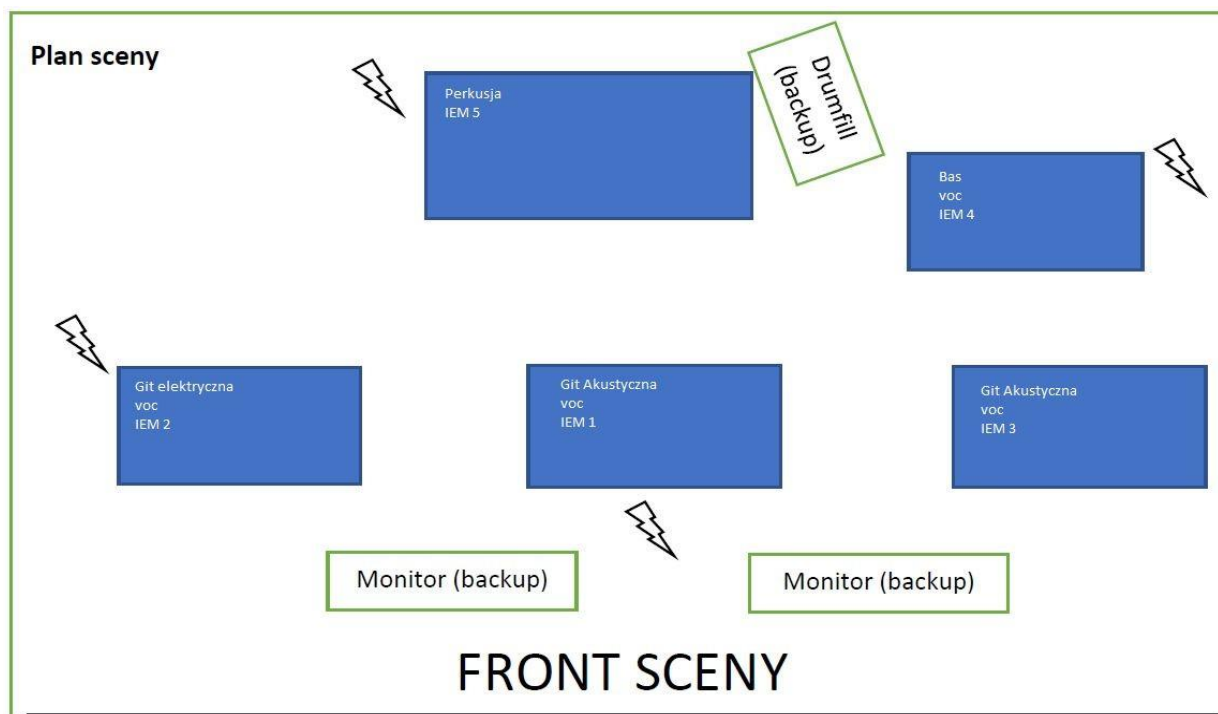 Plan sceny
Perkusja
IEM 5
Drumfill
(backup)
Bas
voc
IEM 4
Git elektryczna
voc
IEM 2
Git Akustyczna
voc
IEM 1
Git Akustyczna
voc
IEM 3
Monitor (backup)
Monitor (backup)
FRONT SCENY